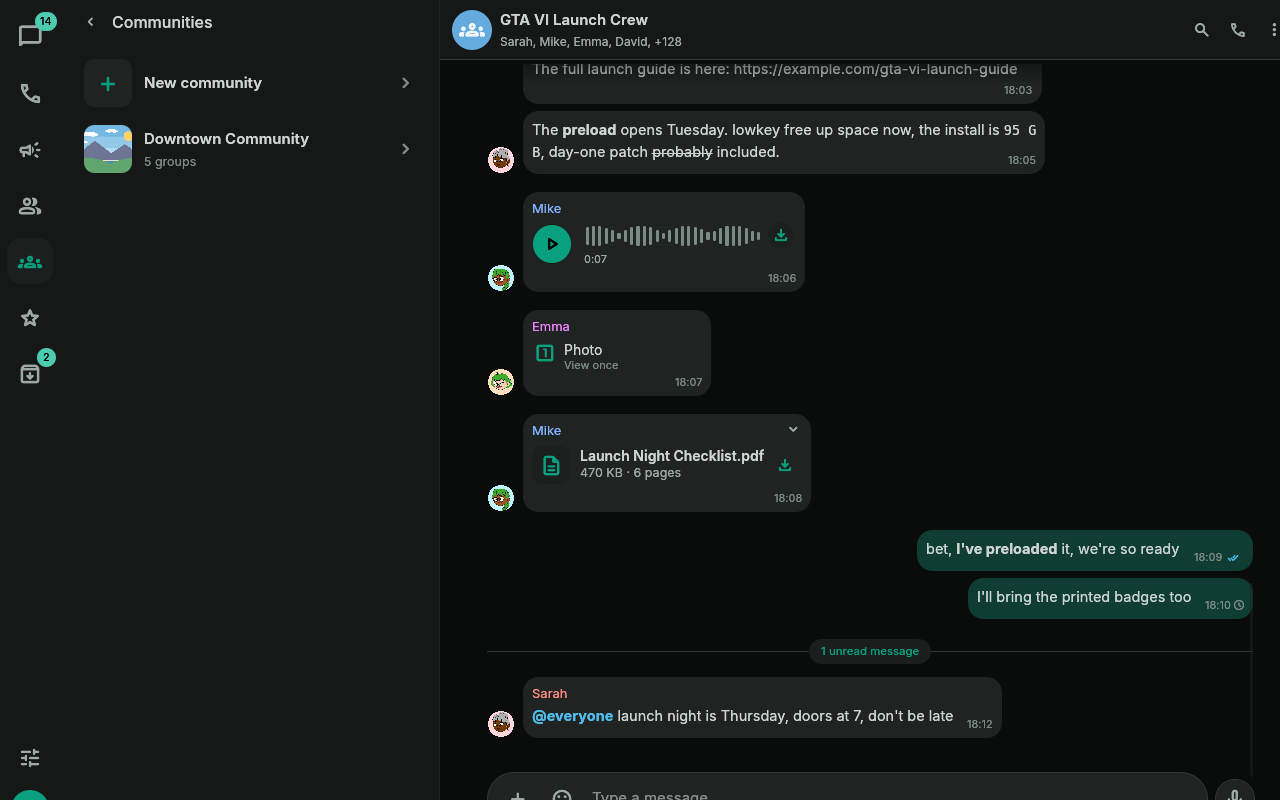 14
Communities
New community
Downtown Community
5 groups
2
GTA VI Launch Crew
Sarah, Mike, Emma, David, +128
The full launch guide is here: https://example.com/gta-vi-launch-guide
18:03
The preload opens Tuesday. lowkey free up space now, the install is 95 G
B, day-one patch probably included.
18:05
Mike
0:07
18:06
Emma
1
Photo
View once
18:07
Mike
Launch Night Checklist.pdf
470 KB · 6 pages
18:08
bet, I've preloaded it, we're so ready
18:09
I'll bring the printed badges too
18:10
1 unread message
Sarah
@everyone launch night is Thursday, doors at 7, don't be late
18:12
Type a message